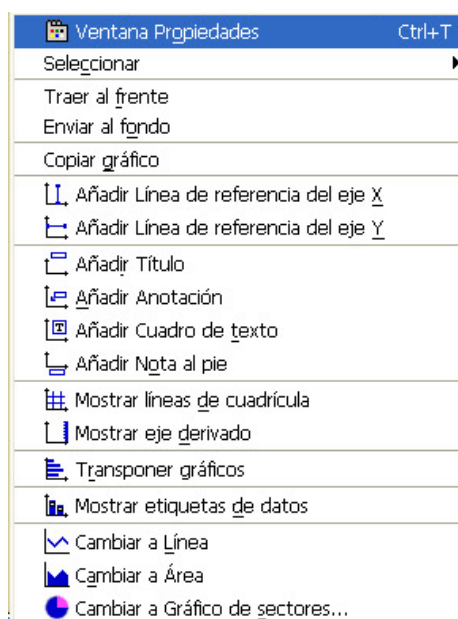 Ventana Propiedades Ctrl+T
Seleccionar
Traer al frente
Enviar al fondo
Copiar gráfico
Añadir Línea de referencia del eje X
Añadir Línea de referencia del eje Y
Añadir Título
Añadir Anotación
Añadir Cuadro de texto
Añadir Nota al pie
Mostrar líneas de cuadrícula
Mostrar eje derivado
Transponer gráficos
Mostrar etiquetas de datos
Cambiar a Línea
Cambiar a Área
Cambiar a Gráfico de sectores...